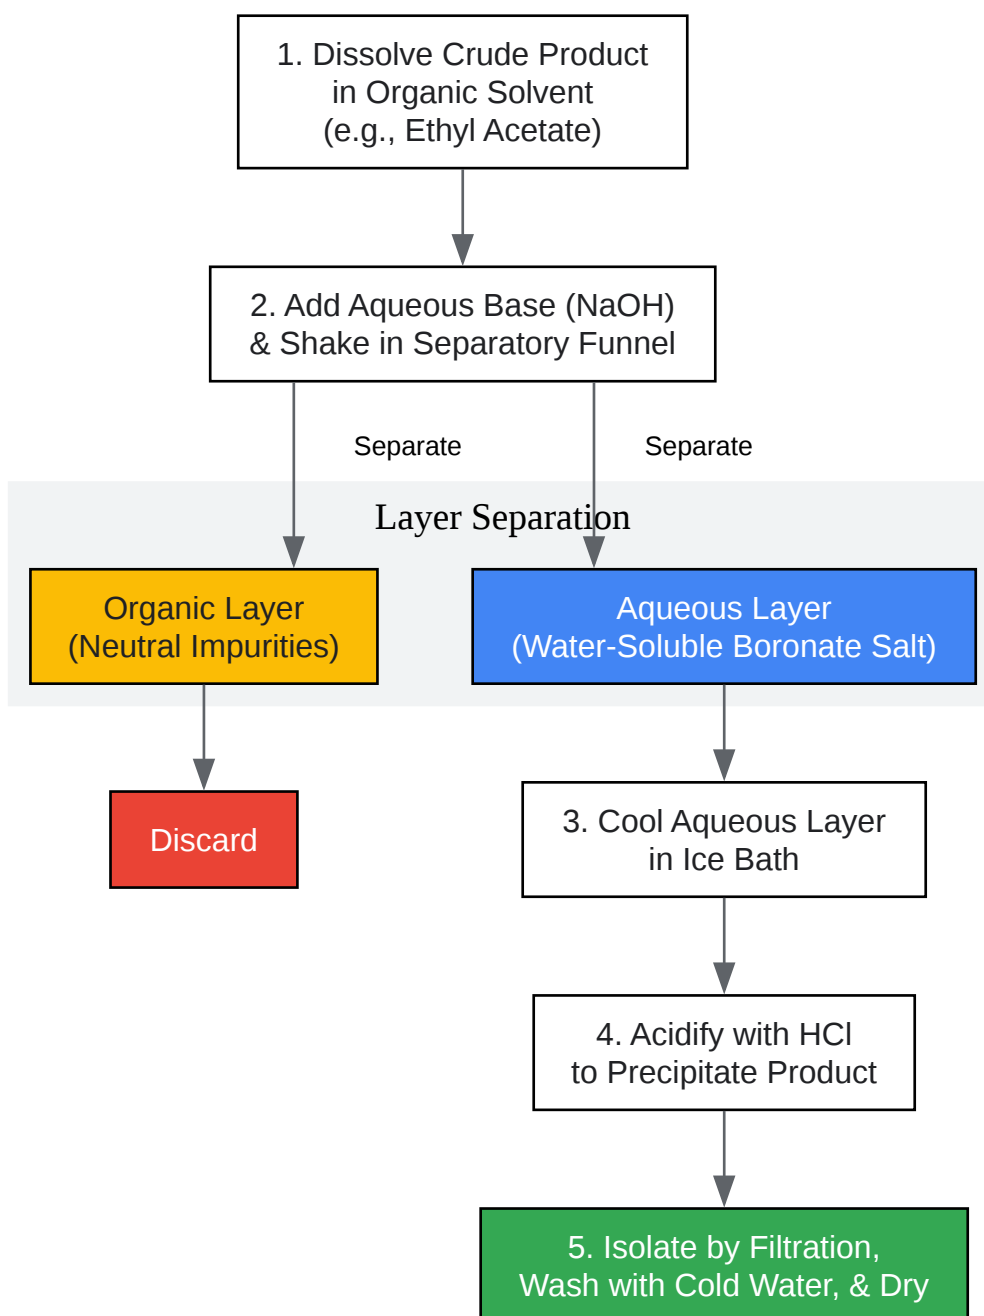 1. Dissolve Crude Product
in Organic Solvent
(e.g., Ethyl Acetate)
2. Add Aqueous Base (NaOH)
& Shake in Separatory Funnel
Separate
Separate
Layer Separation
Organic Layer
(Neutral Impurities)
Aqueous Layer
(Water-Soluble Boronate Salt)
Discard
3. Cool Aqueous Layer
in Ice Bath
4. Acidify with HCl
to Precipitate Product
5. Isolate by Filtration,
Wash with Cold Water, & Dry